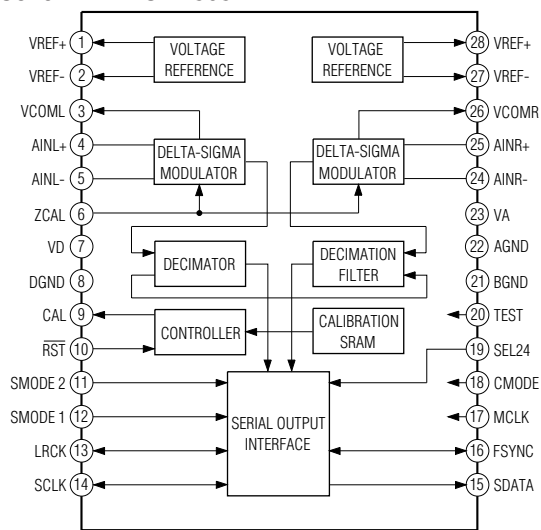 VREF+ 1
VREF- 2
VCOML 3
AINL+ 4
AINL- 5
ZCAL 6
VD 7
DGND 8
CAL 9
RST 10
SMODE 2 11
SMODE 1 12
LRCK 13
SCLK 14
VOLTAGE
REFERENCE
VOLTAGE
REFERENCE
DELTA-SIGMA
MODULATOR
DELTA-SIGMA
MODULATOR
DECIMATOR
DECIMATION
FILTER
CONTROLLER
CALIBRATION
SRAM
SERIAL OUTPUT
INTERFACE
28 VREF+
27 VREF-
26 VCOMR
25 AINR+
24 AINR-
23 VA
22 AGND
21 BGND
20 TEST
19 SEL24
18 CMODE
17 MCLK
16 FSYNC
15 SDATA